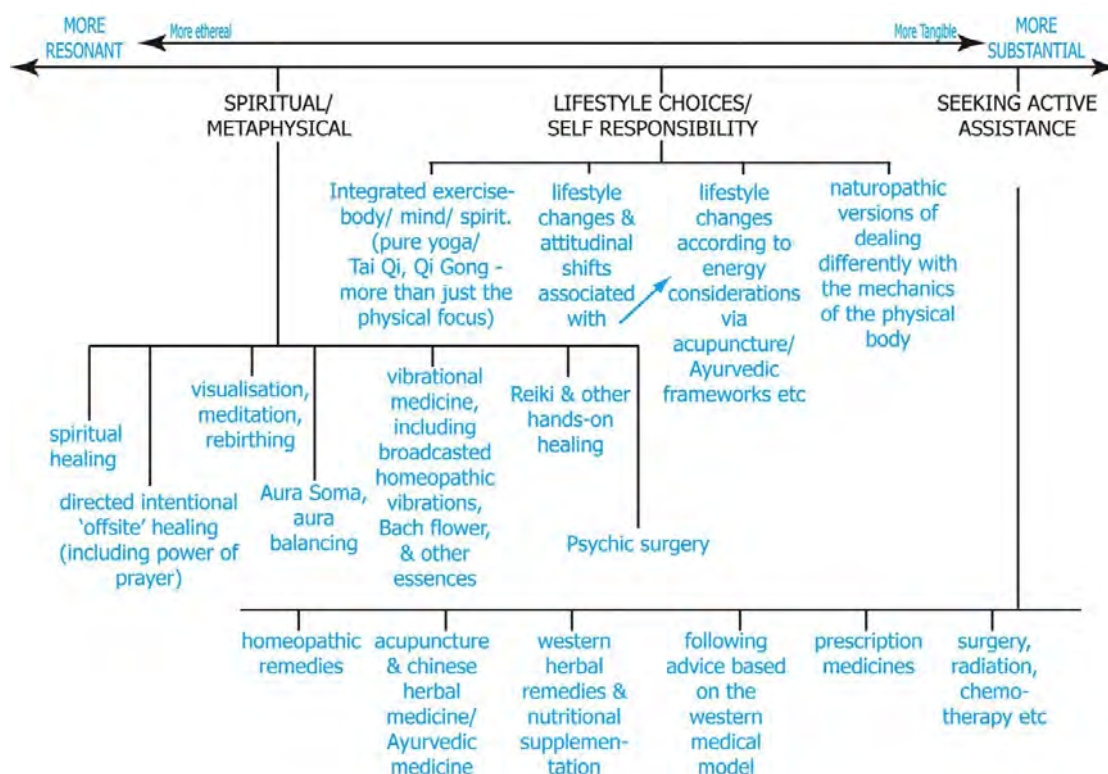 MORE
RESONANT
More ethereal
More Tangible
MORE
SUBSTANTIAL
SPIRITUAL/
METAPHYSICAL
LIFESTYLE CHOICES/
SELF RESPONSIBILITY
SEEKING ACTIVE
ASSISTANCE
Integrated exercise-
body/ mind/ spirit.
(pure yoga/
Tai Qi, Qi Gong -
more than just the
physical focus)
lifestyle
changes &
attitudinal
shifts
associated
with
lifestyle
changes
according to
energy
considerations
via
acupuncture/
Ayurvedic
frameworks etc
naturopathic
versions of
dealing
differently with
the mechanics
of the physical
body
spiritual
healing
directed intentional
‘offsite’ healing
(including power of
prayer)
visualisation,
meditation,
rebirthing
Aura Soma,
aura
balancing
vibrational
medicine,
including
broadcasted
homeopathic
vibrations,
Bach flower,
& other
essences
Reiki & other
hands-on
healing
Psychic surgery
homeopathic
remedies
acupuncture
& chinese
herbal
medicine/
Ayurvedic
medicine
western
herbal
remedies &
nutritional
supplemen-
tation
following
advice based
on the
western
medical
model
prescription
medicines
surgery,
radiation,
chemo-
therapy etc